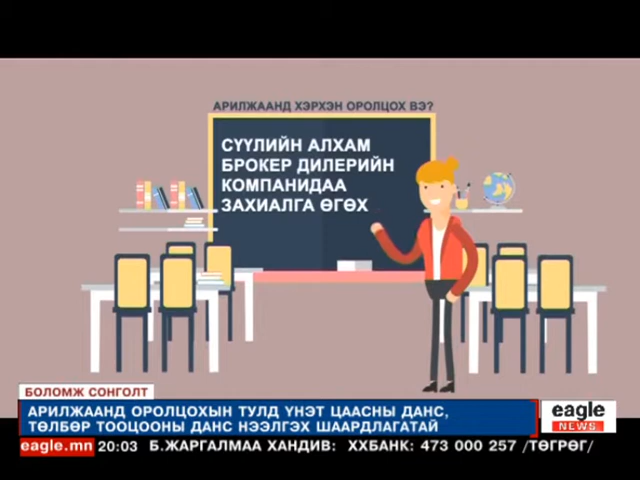 АРИЛЖААНД ХЭРХЭН ОРОЛЦОХ ВЭ?
СҮҮЛИЙН АЛХАМ
БРОКЕР ДИЛЕРИЙН
КОМПАНИДАА
ЗАХИАЛГА ӨГӨХ
БОЛОМЖ СОНГОЛТ
АРИЛЖААНД ОРОЛЦОХЫН ТУЛД ҮНЭТ ЦААСНЫ ДАНС,
ТӨЛБӨР ТООЦООНЫ ДАНС НЭЭЛГЭХ ШААРДЛАГАТАЙ
eagle
NEWS
eagle.mn 20:03 Б.ЖАРГАЛМАА ХАНДИВ: ХХБАНК: 473 000 257 /ТӨГРӨГ/